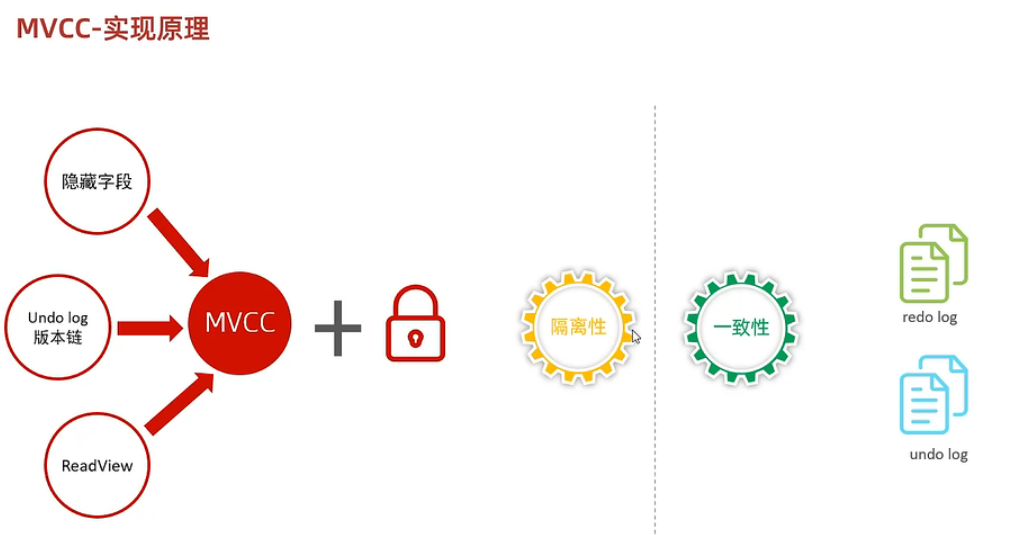 MVCC-实现原理
隐藏字段
Undo log
版本链
ReadView
MVCC
隔离性
一致性
redo log
undo log